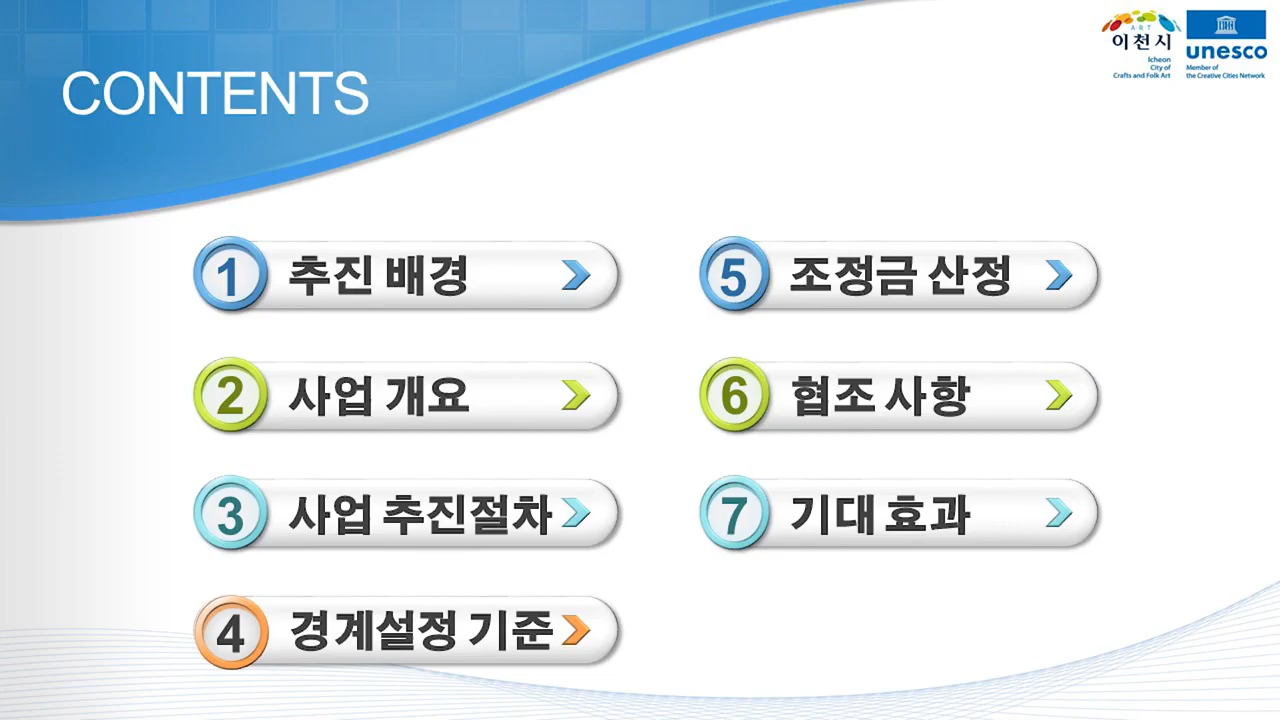 CONTENTS
ART
이천시
Icheon
City of
Crafts and Folk Art
unesco
Member of
the Creative Cities Network
1 추진 배경
2 사업 개요
3 사업 추진절차
4 경계설정 기준
5 조정금 산정
6 협조 사항
7 기대 효과